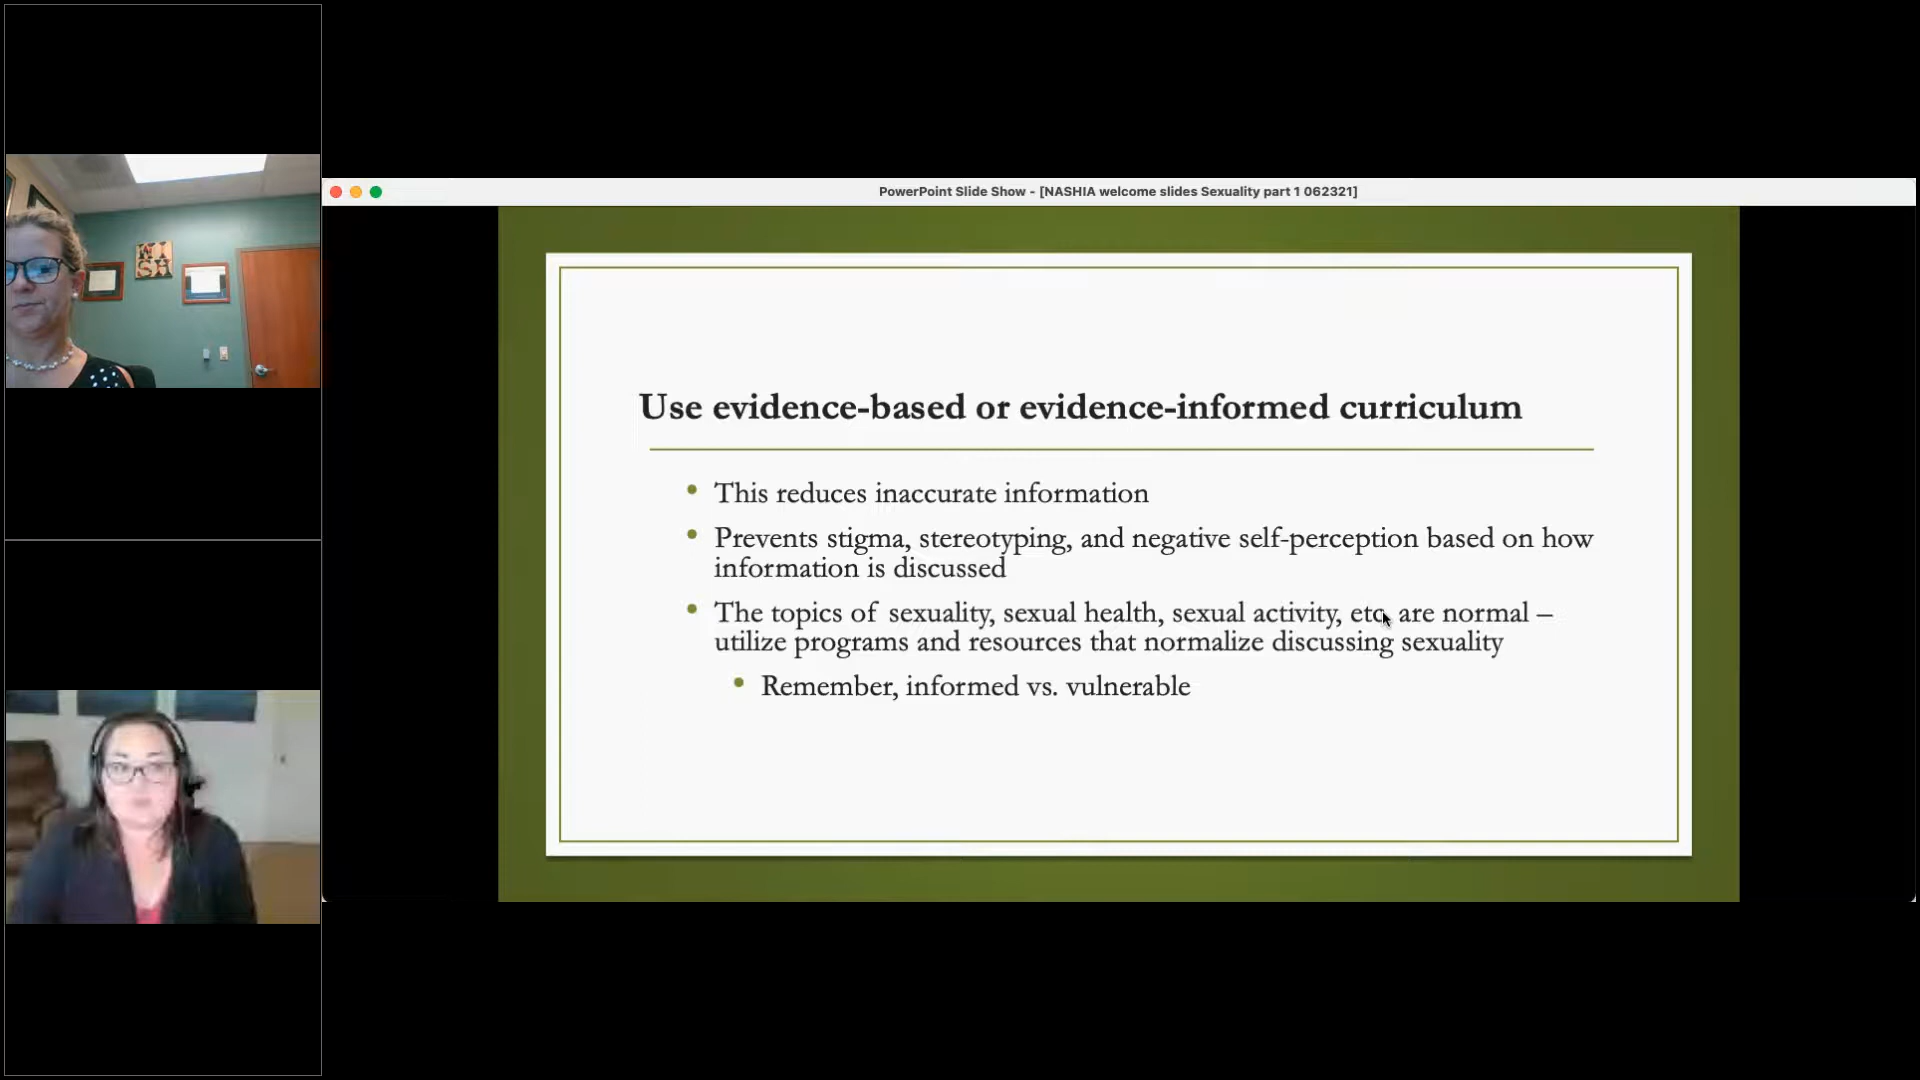 PowerPoint Slide Show - [NASHIA welcome slides Sexuality part 1 062321]
WI
SH
Use evidence-based or evidence-informed curriculum
• This reduces inaccurate information
• Prevents stigma, stereotyping, and negative self-perception based on how
information is discussed
• The topics of sexuality, sexual health, sexual activity, etc. are normal –
utilize programs and resources that normalize discussing sexuality
• Remember, informed vs. vulnerable